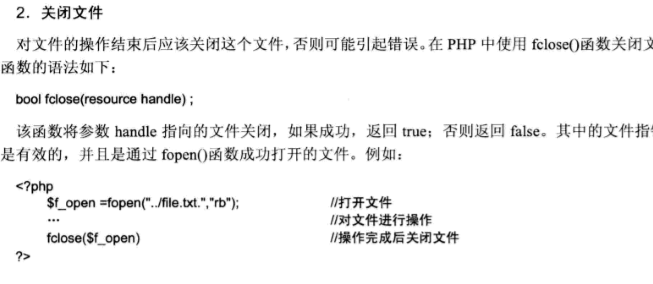 2．关闭文件
对文件的操作结束后应该关闭这个文件，否则可能引起错误。在 PHP 中使用 fclose()函数关闭文
函数的语法如下：
bool fclose(resource handle) ;
该函数将参数 handle 指向的文件关闭，如果成功，返回 true；否则返回 false。其中的文件指
是有效的，并且是通过 fopen()函数成功打开的文件。例如：
<?php
$f_open =fopen("../file.txt.","rb"); //打开文件
… //对文件进行操作
fclose($f_open) //操作完成后关闭文件
?>